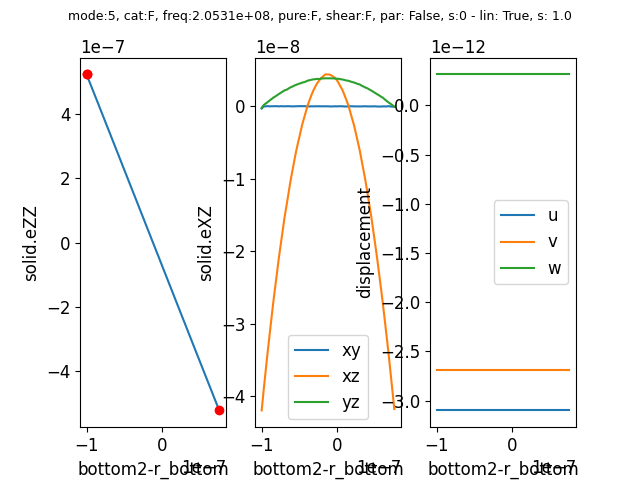 mode:5, cat:F, freq:2.0531e+08, pure:F, shear:F, par: False, s:0 - lin: True, s: 1.0
1e−7
4
2
0
−2
−4
solid.eZZ
−1
0
1e−7
bottom2-r_bottom
1e−8
0
−1
−2
−3
−4
solid.eXZ
xy
xz
yz
−1
0
1e−7
bottom2-r_bottom
1e−12
0.0
−0.5
−1.0
−1.5
−2.0
−2.5
−3.0
displacement
u
v
w
−1
0
1e−7
bottom2-r_bottom